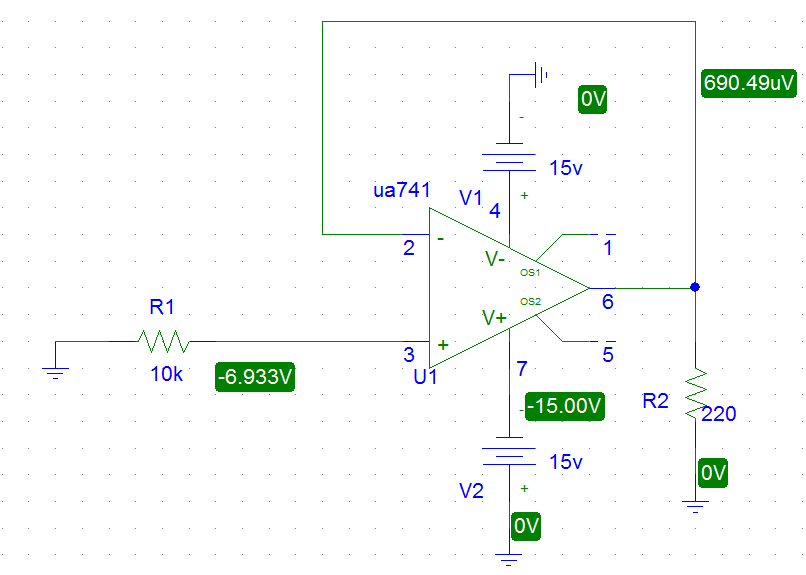 690.49uV
0V
-
15v
ua741
V1
+
4
-
2
V-
1
OS1
OS2
6
R1
V+
3
+
5
10k
-6.933V
U1
7
-
-15.00V
R2
220
15v
0V
V2
+
0V